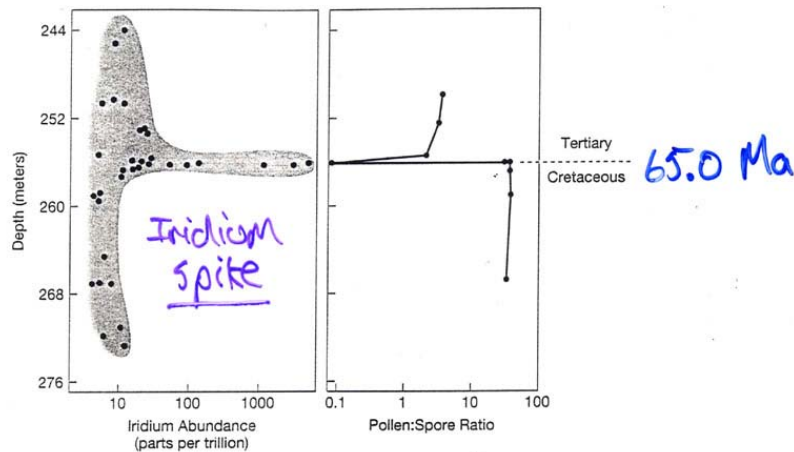 244
252
260
268
276
Depth (meters)
10
100
1000
Iridium Abundance
(parts per trillion)
Iridium
spike
0.1
1
10
100
Pollen:Spore Ratio
Tertiary
Cretaceous
65.0 Ma